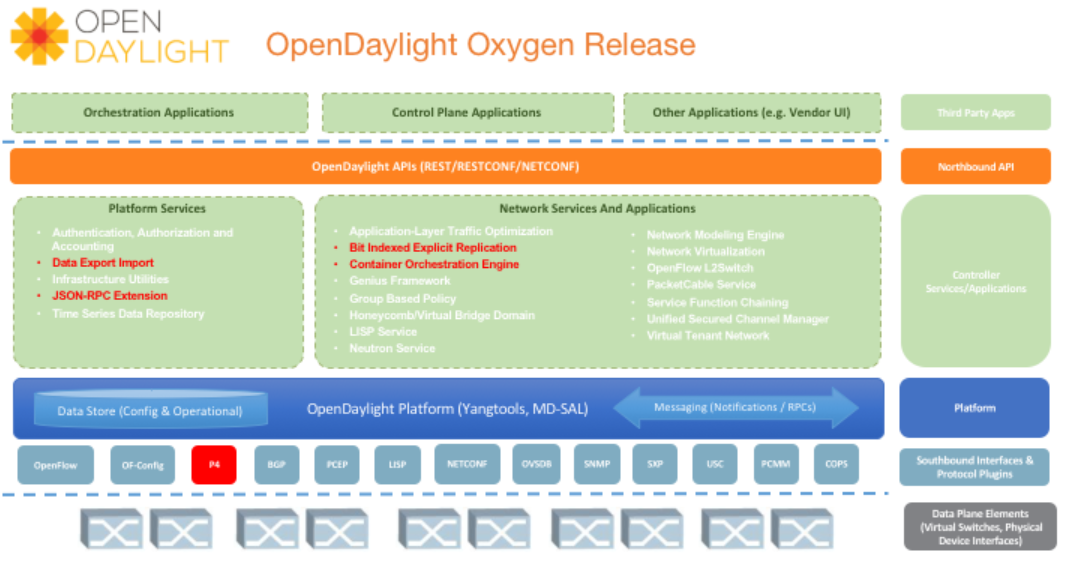 OPEN
DAYLIGHT
OpenDaylight Oxygen Release
Orchestration Applications
Control Plane Applications
Other Applications (e.g. Vendor UI)
Third Party Apps
OpenDaylight APIs (REST/RESTCONF/NETCONF)
Northbound API
Platform Services
• Authentication, Authorization and
Accounting
• Data Export Import
• Infrastructure Utilities
• JSON-RPC Extension
• Time Series Data Repository
Network Services And Applications
• Application-Layer Traffic Optimization
• Bit Indexed Explicit Replication
• Container Orchestration Engine
• Genius Framework
• Group Based Policy
• Honeycomb/Virtual Bridge Domain
• LISP Service
• Neutron Service
• Network Modeling Engine
• Network Virtualization
• OpenFlow L2Switch
• PacketCable Service
• Service Function Chaining
• Unified Secured Channel Manager
• Virtual Tenant Network
Controller
Services/Applications
Data Store (Config & Operational)
OpenDaylight Platform (Yangtools, MD-SAL)
Messaging (Notifications / RPCs)
Platform
OpenFlow
OF-Config
P4
BGP
PCEP
LISP
NETCONF
OVSDB
SNMP
SXP
USC
PCMM
COPS
Southbound Interfaces &
Protocol Plugins
Data Plane Elements
(Virtual Switches, Physical
Device Interfaces)